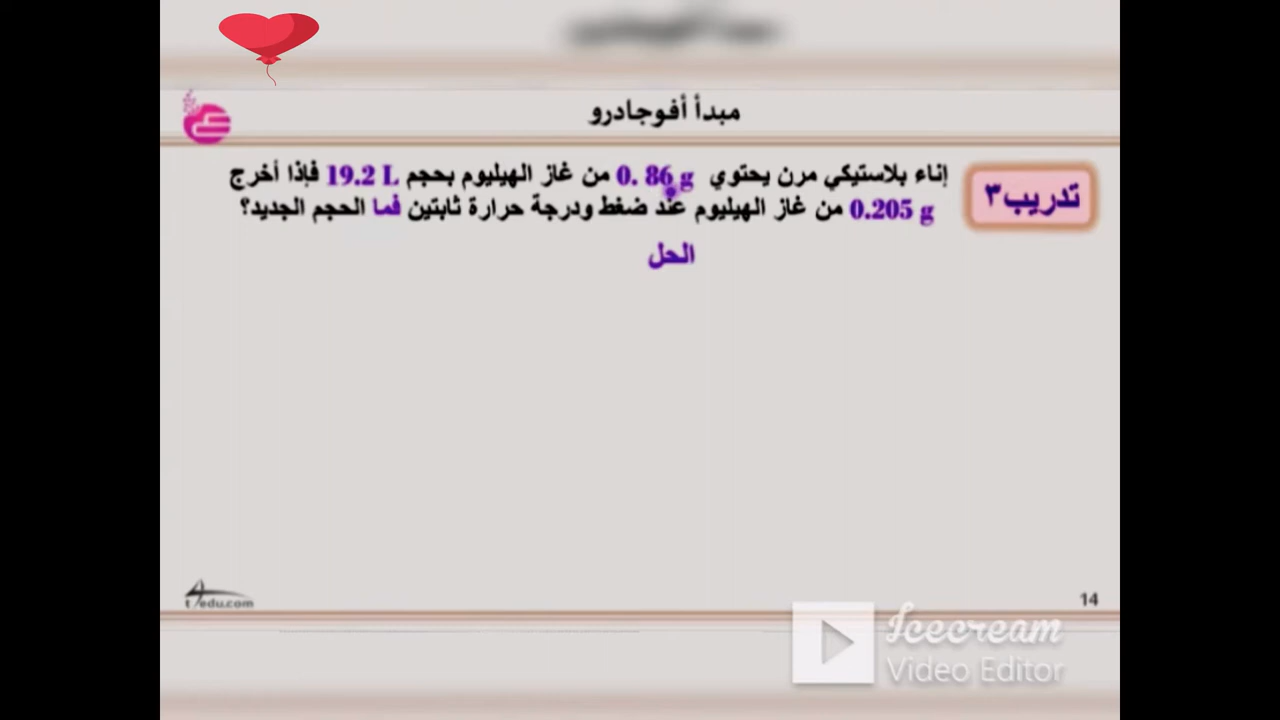 مبدأ أفوجادرو
تدريب٣
إناء بلاستيكي مرن يحتوي 0. 86 g من غاز الهيليوم بحجم 19.2 L فإذا أخرج
0.205 g من غاز الهيليوم عند ضغط ودرجة حرارة ثابتين فما الحجم الجديد؟
الحل
t4edu.com
14
Icecream
Video Editor